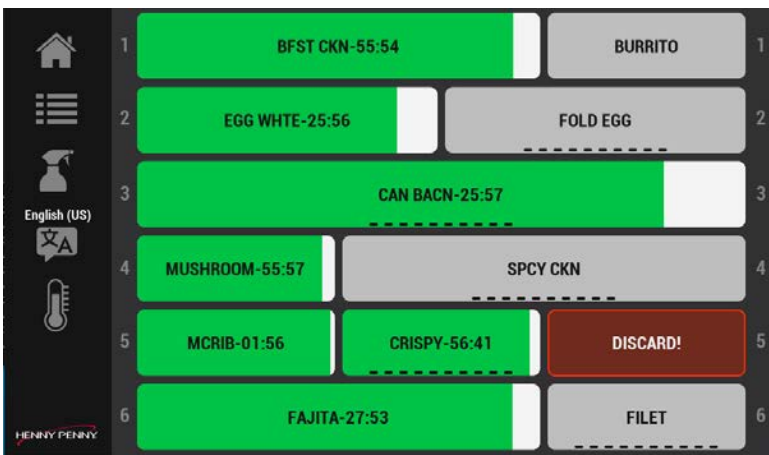 1 BFST CKN-55:54 BURRITO 1
2 EGG WHTE-25:56 FOLD EGG 2
3 CAN BACN-25:57 3
English (US)
文A
4 MUSHROOM-55:57 SPCY CKN 4
5 MCRIB-01:56 CRISPY-56:41 DISCARD! 5
6 FAJITA-27:53 FILET 6
HENNY PENNY